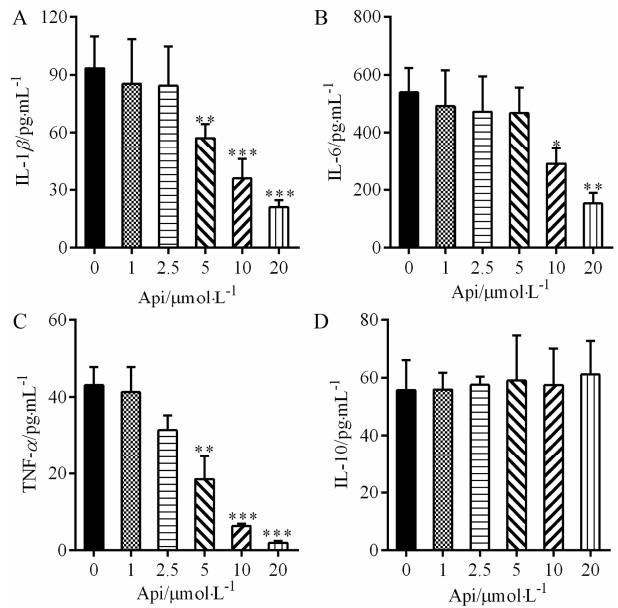 A
120
90
60
30
0
IL-1β/pg·mL⁻¹
**
***
***
0 1 2.5 5 10 20
Api/μmol·L⁻¹
B
800
600
400
200
0
IL-6/pg·mL⁻¹
*
**
0 1 2.5 5 10 20
Api/μmol·L⁻¹
C
60
40
20
0
TNF-α/pg·mL⁻¹
**
***
***
0 1 2.5 5 10 20
Api/μmol·L⁻¹
D
80
60
40
20
0
IL-10/pg·mL⁻¹
0 1 2.5 5 10 20
Api/μmol·L⁻¹